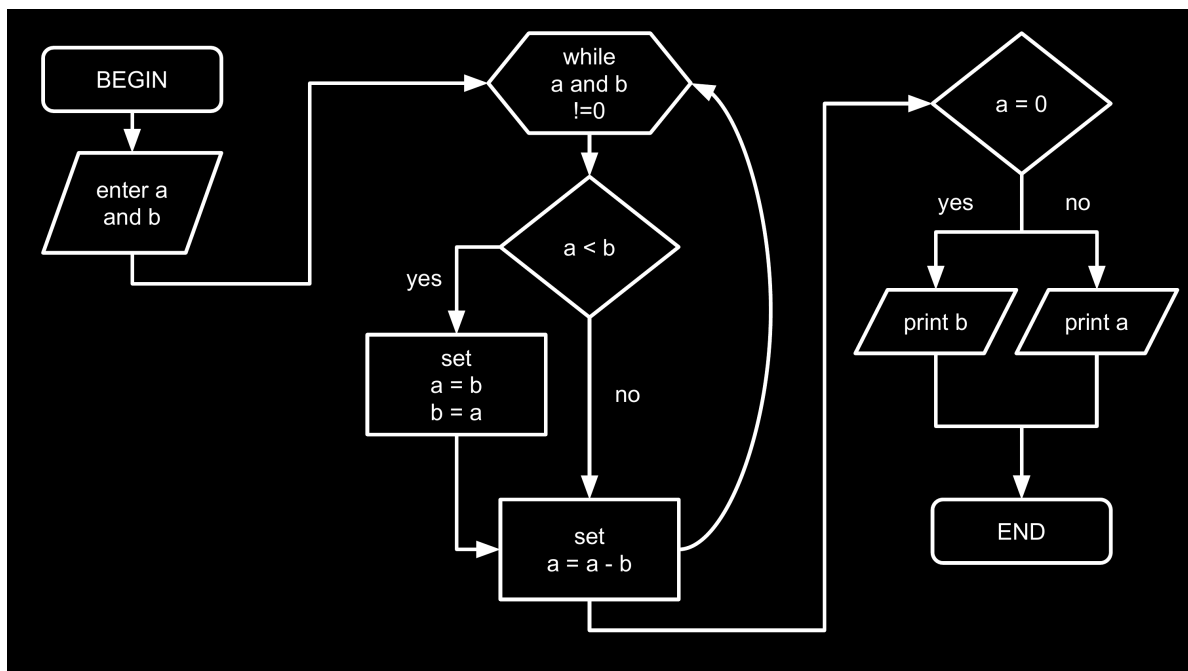 BEGIN
enter a
and b
while
a and b
!=0
a < b
yes
set
a = b
b = a
no
set
a = a - b
a = 0
yes
no
print b
print a
END